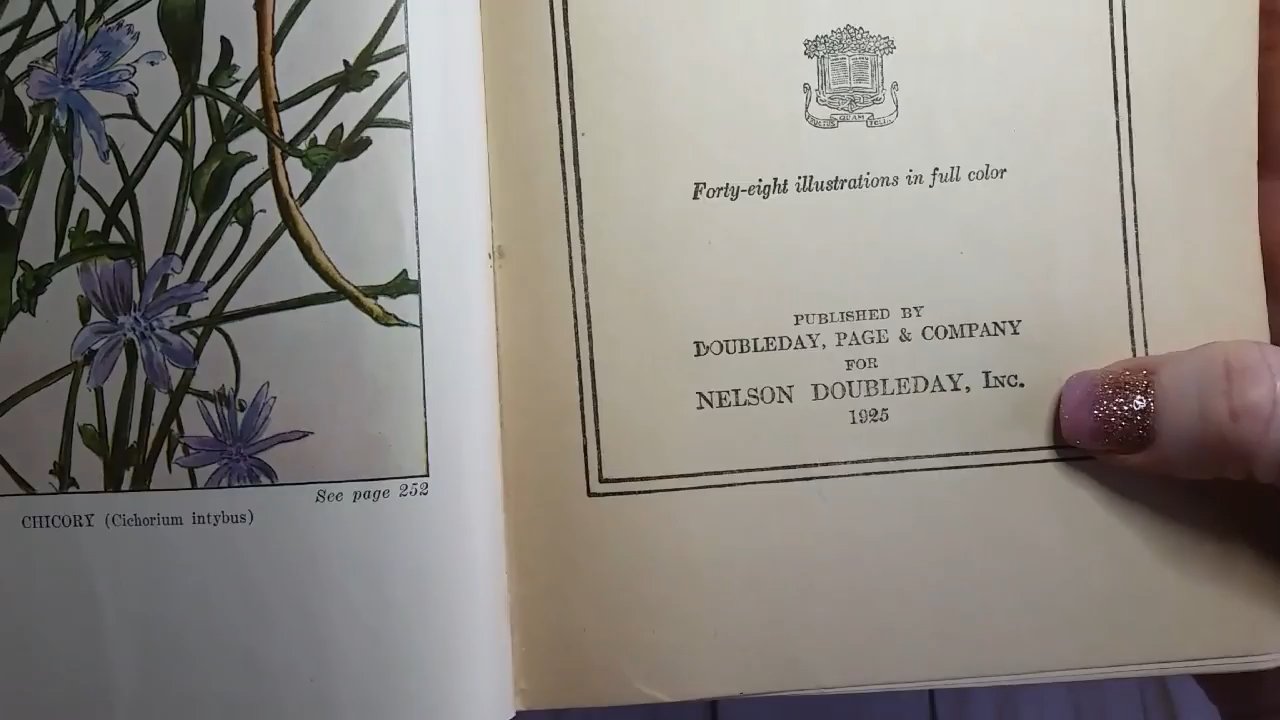 See page 252
CHICORY (Cichorium intybus)
QUAM
Forty-eight illustrations in full color
PUBLISHED BY
DOUBLEDAY, PAGE & COMPANY
FOR
NELSON DOUBLEDAY, INC.
1925